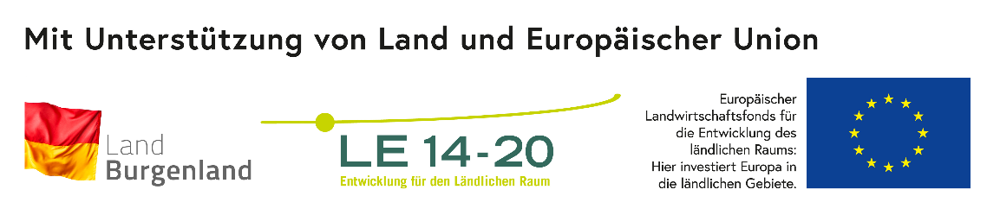 Mit Unterstützung von Land und Europäischer Union
Land
Burgenland
LE 14-20
Entwicklung für den Ländlichen Raum
Europäischer
Landwirtschaftsfonds für
die Entwicklung des
ländlichen Raums:
Hier investiert Europa in
die ländlichen Gebiete.